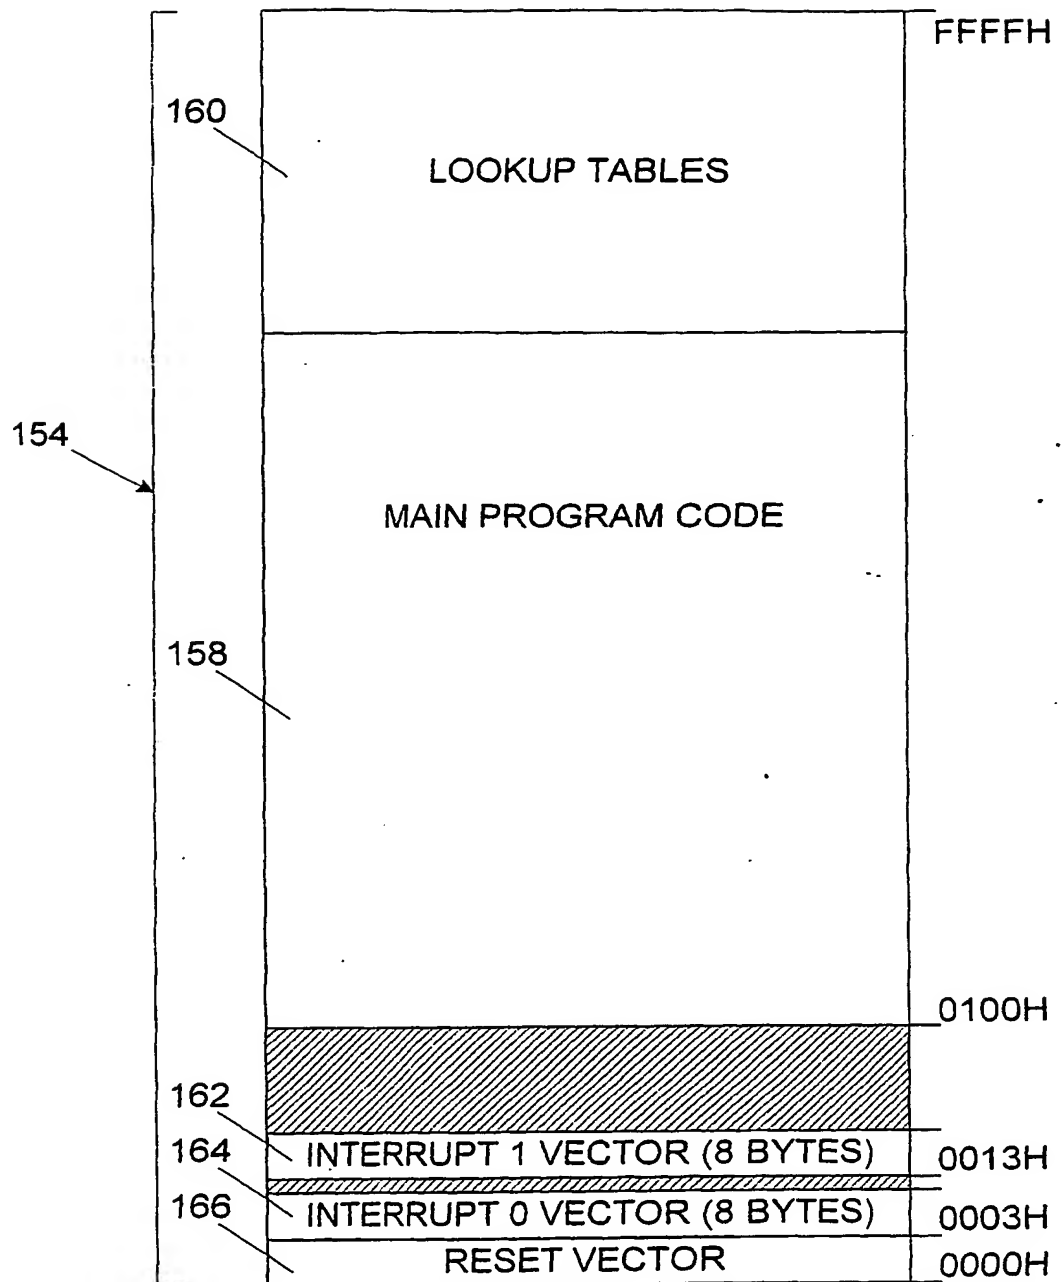 FFFFH
160
LOOKUP TABLES
154
MAIN PROGRAM CODE
158
0100H
162
INTERRUPT 1 VECTOR (8 BYTES)
0013H
164
INTERRUPT 0 VECTOR (8 BYTES)
0003H
166
RESET VECTOR
0000H